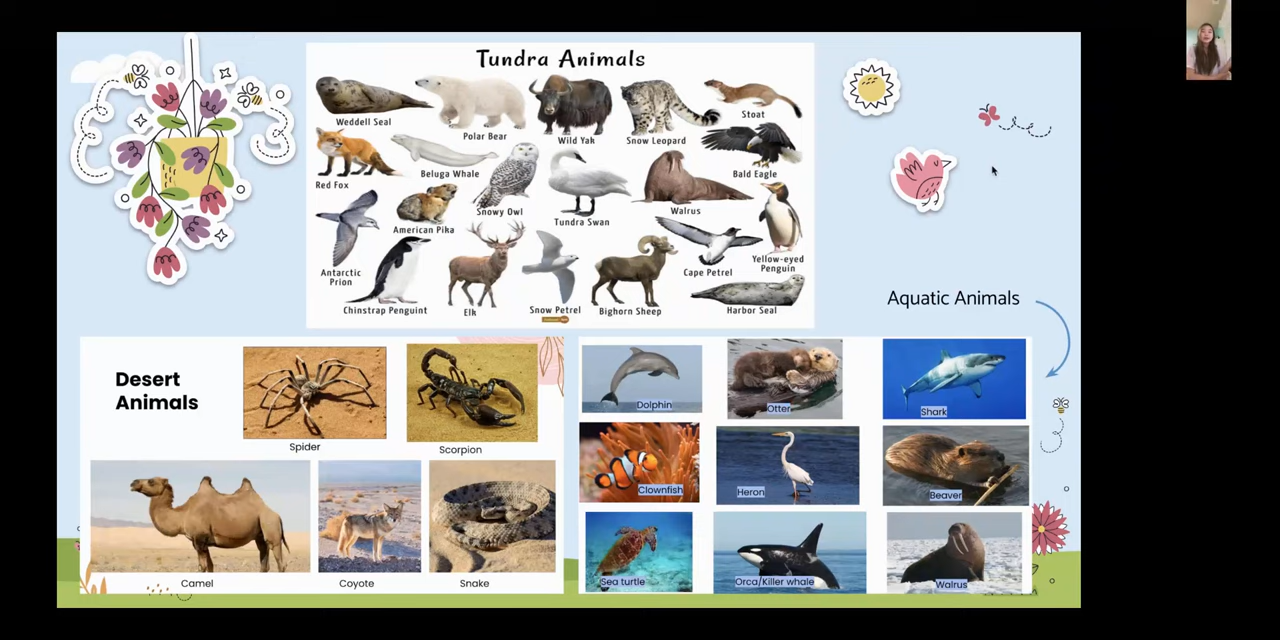 Tundra Animals
Weddell Seal
Polar Bear
Wild Yak
Snow Leopard
Stoat
Red Fox
Beluga Whale
Snowy Owl
Tundra Swan
Walrus
Bald Eagle
Antarctic
Prion
American Pika
Cape Petrel
Yellow-eyed
Penguin
Chinstrap Penguint
Elk
Snow Petrel
Bighorn Sheep
Harbor Seal
Aquatic Animals
Desert
Animals
Spider
Scorpion
Camel
Coyote
Snake
Dolphin
Otter
Shark
Clownfish
Heron
Beaver
Sea turtle
Orca/Killer whale
Walrus